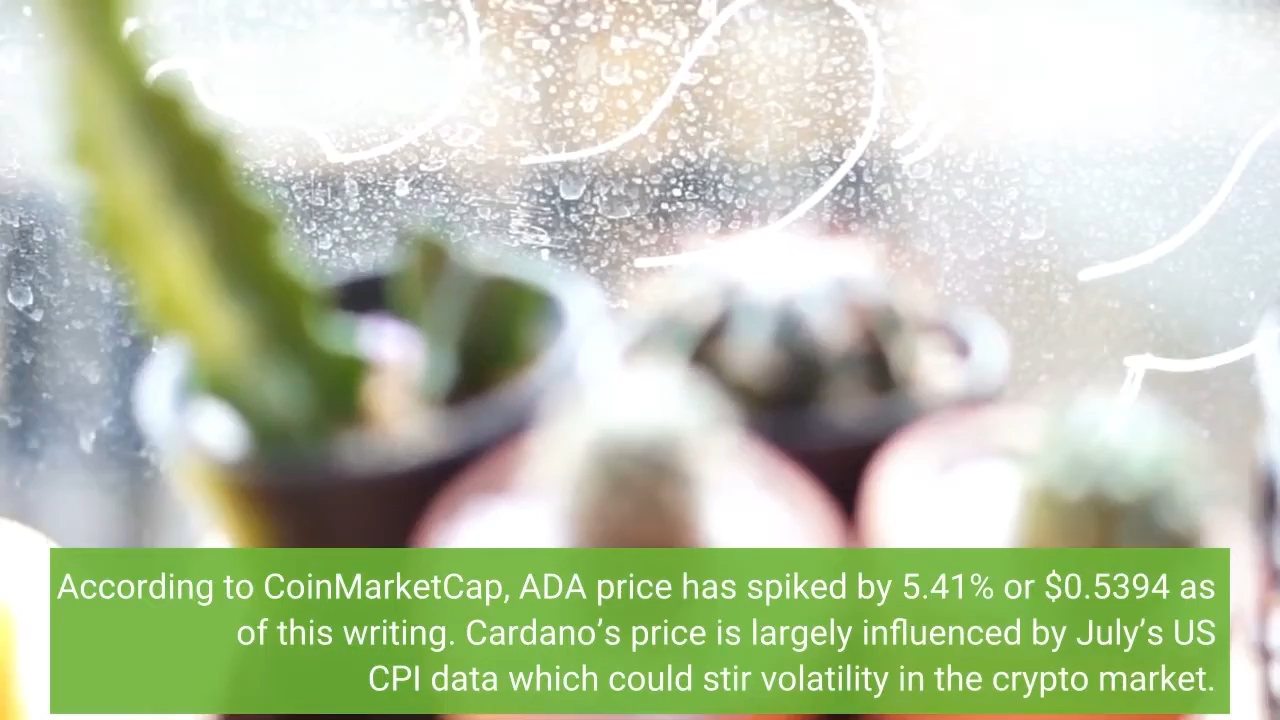 According to CoinMarketCap, ADA price has spiked by 5.41% or $0.5394 as
of this writing. Cardano’s price is largely influenced by July’s US
CPI data which could stir volatility in the crypto market.